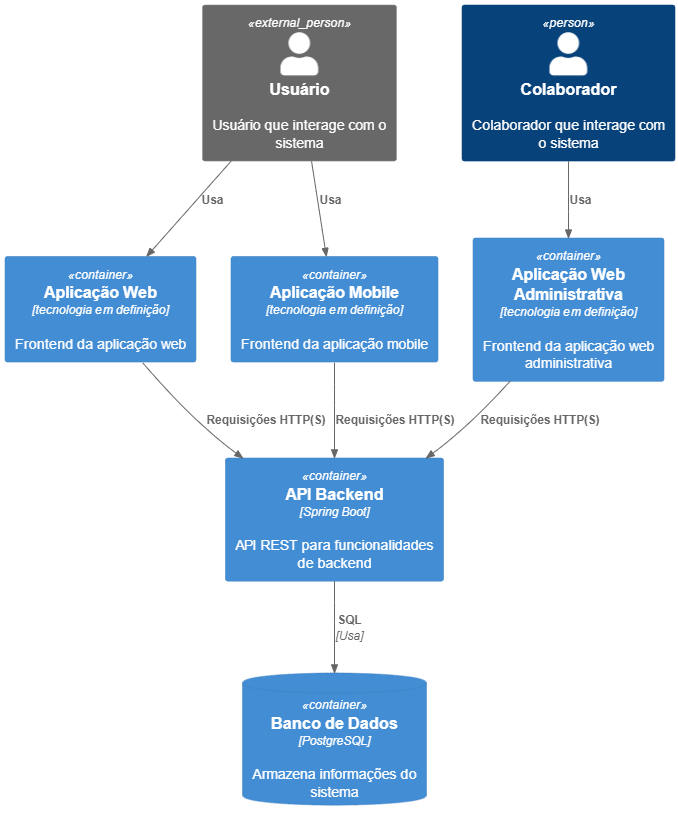 «external_person»
Usuário
Usuário que interage com o
sistema
«person»
Colaborador
Colaborador que interage com
o sistema
Usa
Usa
Usa
«container»
Aplicação Web
[tecnologia em definição]
Frontend da aplicação web
«container»
Aplicação Mobile
[tecnologia em definição]
Frontend da aplicação mobile
«container»
Aplicação Web
Administrativa
[tecnologia em definição]
Frontend da aplicação web
administrativa
Requisições HTTP(S)
Requisições HTTP(S)
Requisições HTTP(S)
«container»
API Backend
[Spring Boot]
API REST para funcionalidades
de backend
SQL
[Usa]
«container»
Banco de Dados
[PostgreSQL]
Armazena informações do
sistema